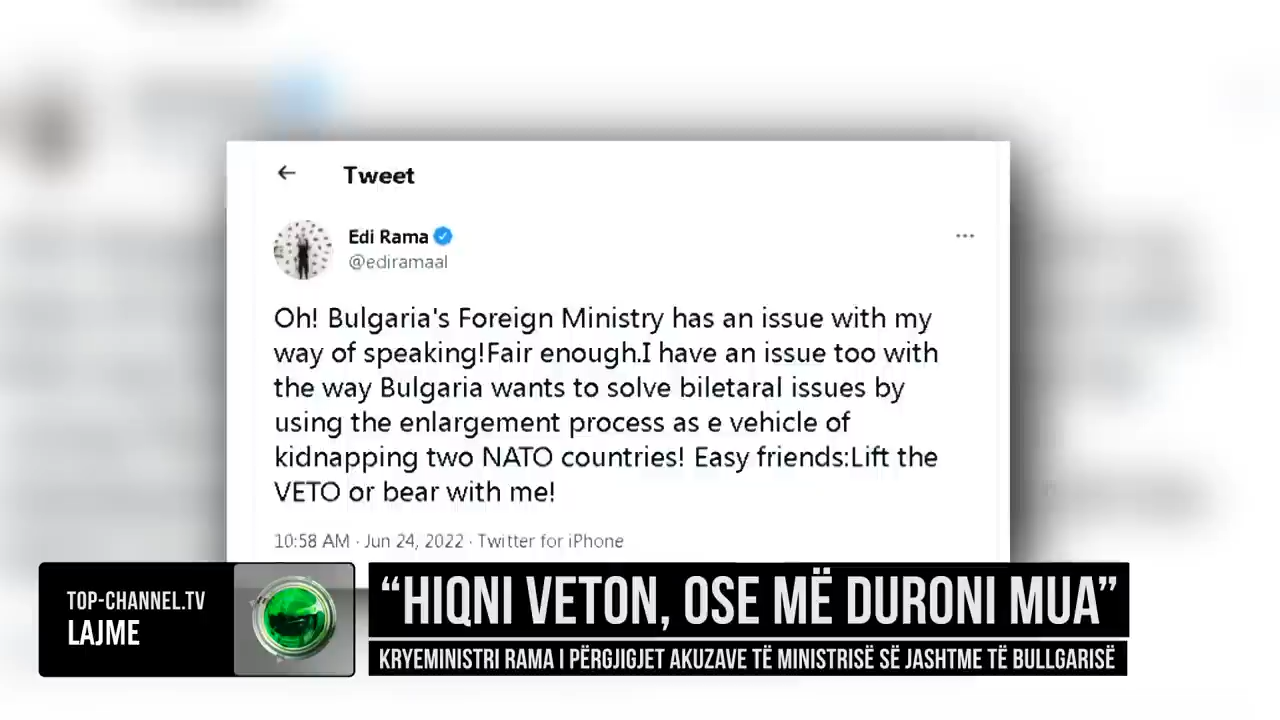 Tweet
Edi Rama
@ediramaal
Oh! Bulgaria's Foreign Ministry has an issue with my
way of speaking!Fair enough.I have an issue too with
the way Bulgaria wants to solve biletaral issues by
using the enlargement process as e vehicle of
kidnapping two NATO countries! Easy friends:Lift the
VETO or bear with me!
10:58 AM · Jun 24, 2022 · Twitter for iPhone
TOP-CHANNEL.TV
LAJME
“HIQNI VETON, OSE MË DURONI MUA”
KRYEMINISTRI RAMA I PËRGJIGJET AKUZAVE TË MINISTRISË SË JASHTME TË BULLGARISË